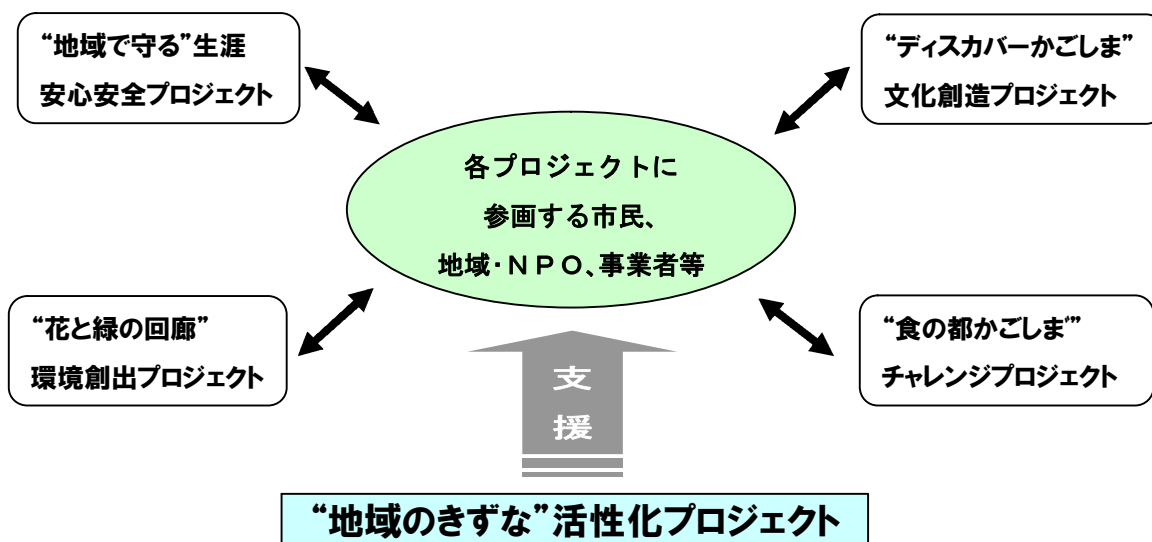 “地域で守る”生涯
安心安全プロジェクト
“ディスカバーかごしま”
文化創造プロジェクト
各プロジェクトに
参画する市民、
地域・ＮＰＯ、事業者等
“花と緑の回廊”
環境創出プロジェクト
“食の都かごしま”
チャレンジプロジェクト
支
援
“地域のきずな”活性化プロジェクト